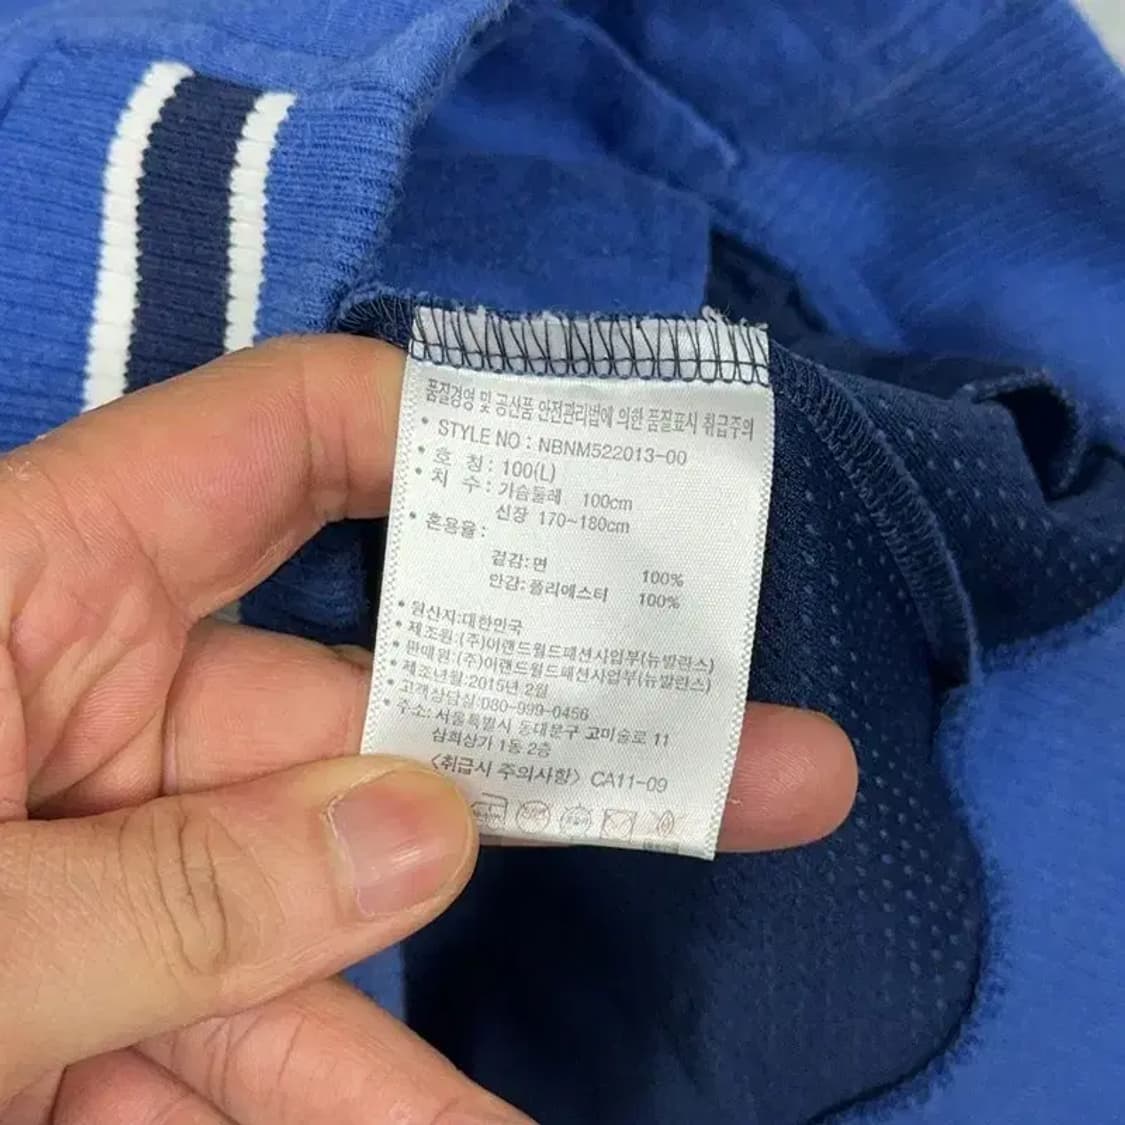 품질경영 및 공산품 안전관리법에 의한 품질표시 취급주의
• STYLE NO : NBNM522013-00
• 호 칭 : 100(L)
• 치 수 : 가슴둘레 100cm
신장 170~180cm
• 혼용율 :
겉감:면 100%
안감:폴리에스터 100%
• 원산지:대한민국
• 제조원:(주)이랜드월드패션사업부(뉴발란스)
• 판매원:(주)이랜드월드패션사업부(뉴발란스)
• 제조년월:2015년 2월
• 고객상담실:080-999-0456
• 주소: 서울특별시 동대문구 고미술로 11
삼희상가 1동 2층
<취급시 주의사항> CA11-09